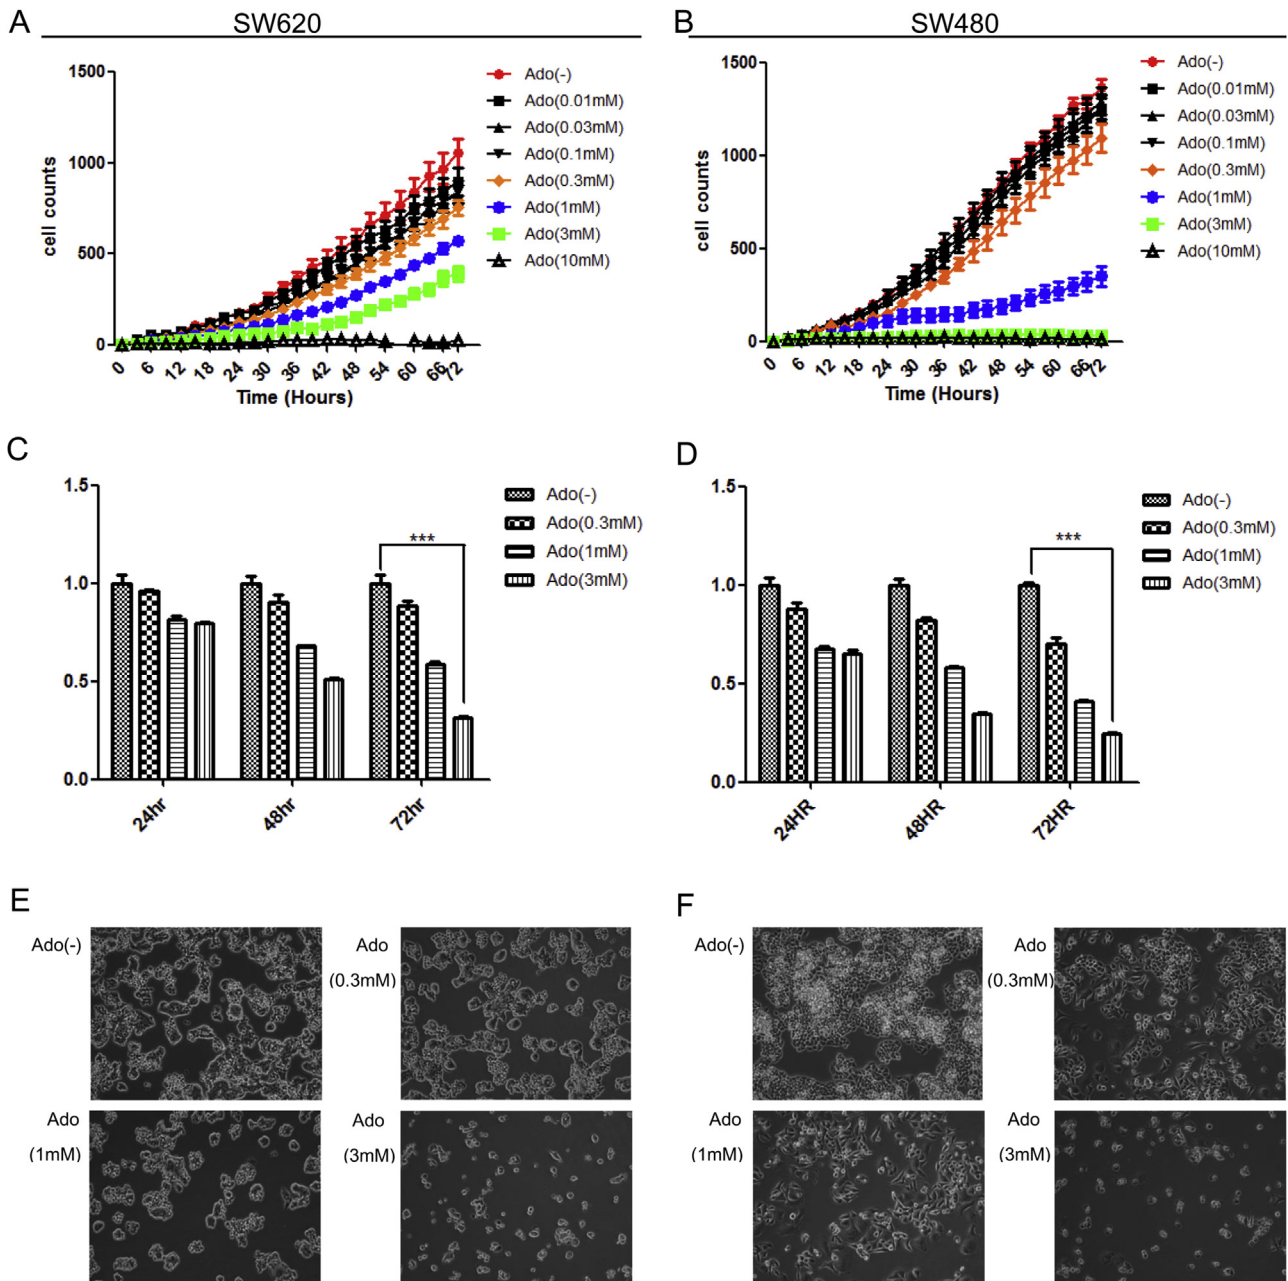 A
SW620
1500
1000
500
0
cell counts
0 6 12 18 24 30 36 42 48 54 60 66 72
Time (Hours)
Ado(-)
Ado(0.01mM)
Ado(0.03mM)
Ado(0.1mM)
Ado(0.3mM)
Ado(1mM)
Ado(3mM)
Ado(10mM)
B
SW480
1500
1000
500
0
cell counts
0 6 12 18 24 30 36 42 48 54 60 66 72
Time (Hours)
Ado(-)
Ado(0.01mM)
Ado(0.03mM)
Ado(0.1mM)
Ado(0.3mM)
Ado(1mM)
Ado(3mM)
Ado(10mM)
C
1.5
1.0
0.5
0.0
***
24hr 48hr 72hr
Ado(-)
Ado(0.3mM)
Ado(1mM)
Ado(3mM)
D
1.5
1.0
0.5
0.0
***
24HR 48HR 72HR
Ado(-)
Ado(0.3mM)
Ado(1mM)
Ado(3mM)
E
Ado(-)
Ado
(0.3mM)
Ado
(1mM)
Ado
(3mM)
F
Ado(-)
Ado
(0.3mM)
Ado
(1mM)
Ado
(3mM)